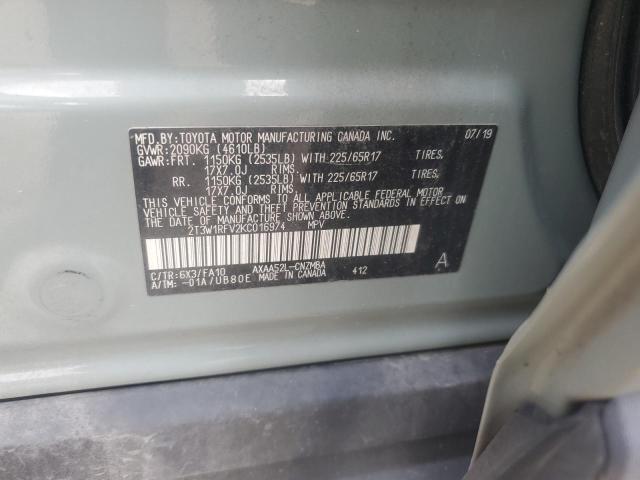 MFD. BY: TOYOTA MOTOR MANUFACTURING CANADA INC. 07/19
GVWR: 2090KG (4610LB)
GAWR: FRT. 1150KG (2535LB) WITH 225/65R17 TIRES,
17X7.0J RIMS
RR. 1150KG (2535LB) WITH 225/65R17 TIRES,
17X7.0J RIMS
THIS VEHICLE CONFORMS TO ALL APPLICABLE FEDERAL MOTOR
VEHICLE SAFETY AND THEFT PREVENTION STANDARDS IN EFFECT ON
THE DATE OF MANUFACTURE SHOWN ABOVE.
2T3W1RFV2KC016974 MPV
C/TR: 6X3/FA10 AXAA52L-CNZMBA 412 A
A/TM: -01A/UB80E MADE IN CANADA